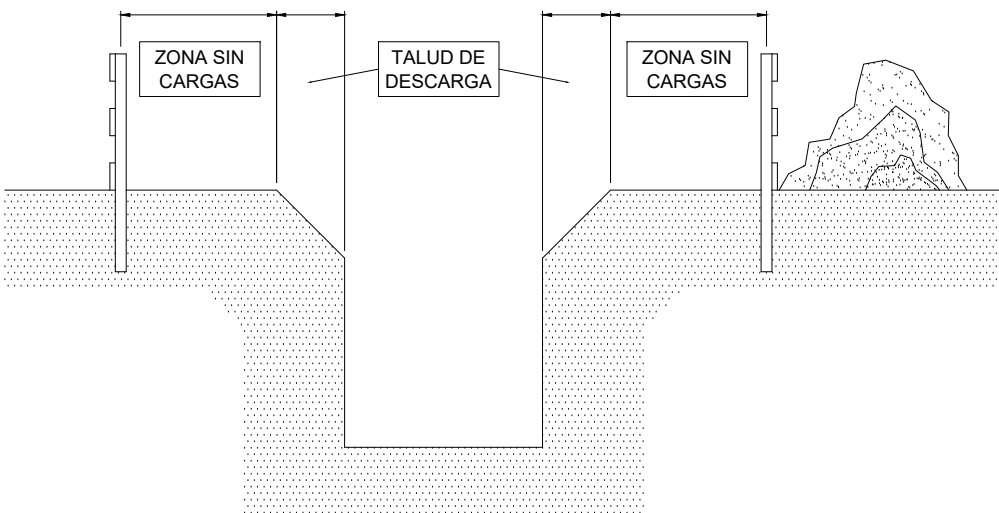 ZONA SIN
CARGAS
TALUD DE
DESCARGA
ZONA SIN
CARGAS